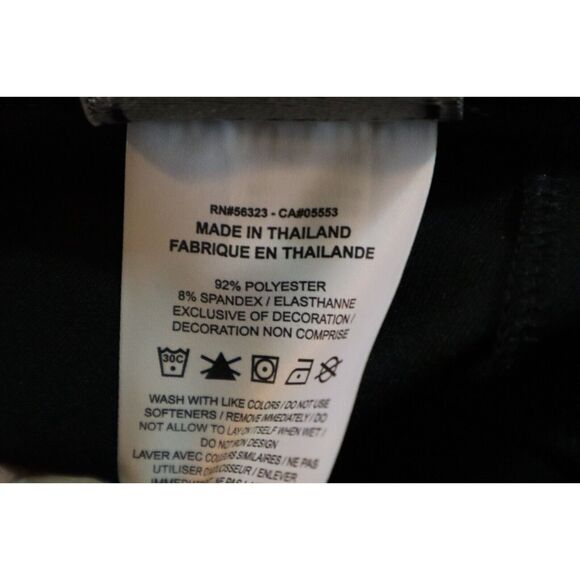 RN#56323 - CA#05553
MADE IN THAILAND
FABRIQUE EN THAILANDE
92% POLYESTER
8% SPANDEX / ELASTHANNE
EXCLUSIVE OF DECORATION /
DECORATION NON COMPRISE
30C
WASH WITH LIKE COLORS / DO NOT USE
SOFTENERS / REMOVE IMMEDIATELY / DO
NOT ALLOW TO LAY ON ITSELF WHEN WET /
DO NOT IRON DESIGN
LAVER AVEC COULEURS SIMILAIRES / NE PAS
UTILISER / ENLEVER